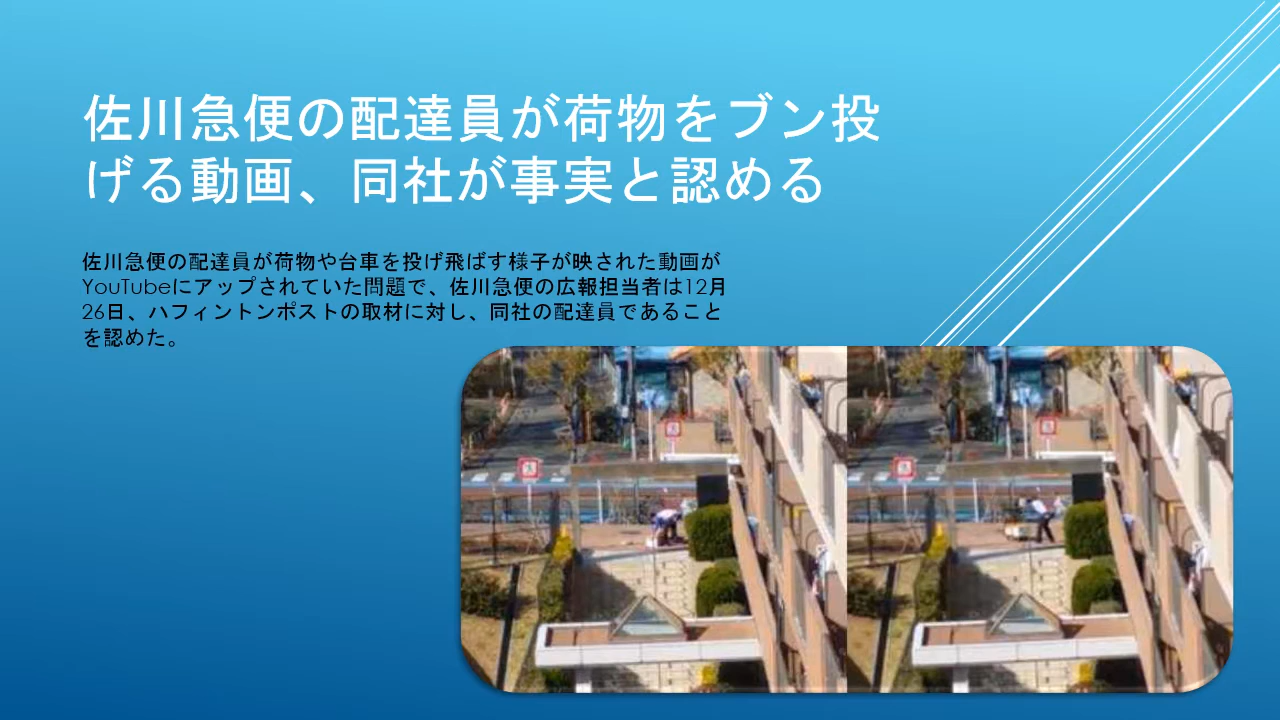 佐川急便の配達員が荷物をブン投
げる動画、同社が事実と認める
佐川急便の配達員が荷物や台車を投げ飛ばす様子が映された動画が
YouTubeにアップされていた問題で、佐川急便の広報担当者は12月
26日、ハフィントンポストの取材に対し、同社の配達員であること
を認めた。